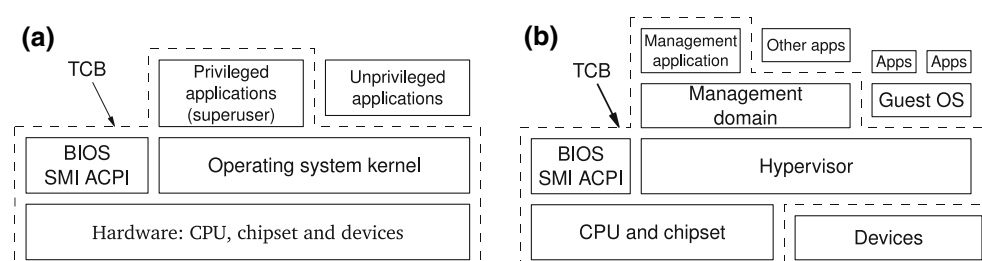 (a)
TCB
Privileged
applications
(superuser)
Unprivileged
applications
BIOS
SMI ACPI
Operating system kernel
Hardware: CPU, chipset and devices
(b)
TCB
Management
application
Other apps
Apps
Apps
Management
domain
Guest OS
BIOS
SMI ACPI
Hypervisor
CPU and chipset
Devices